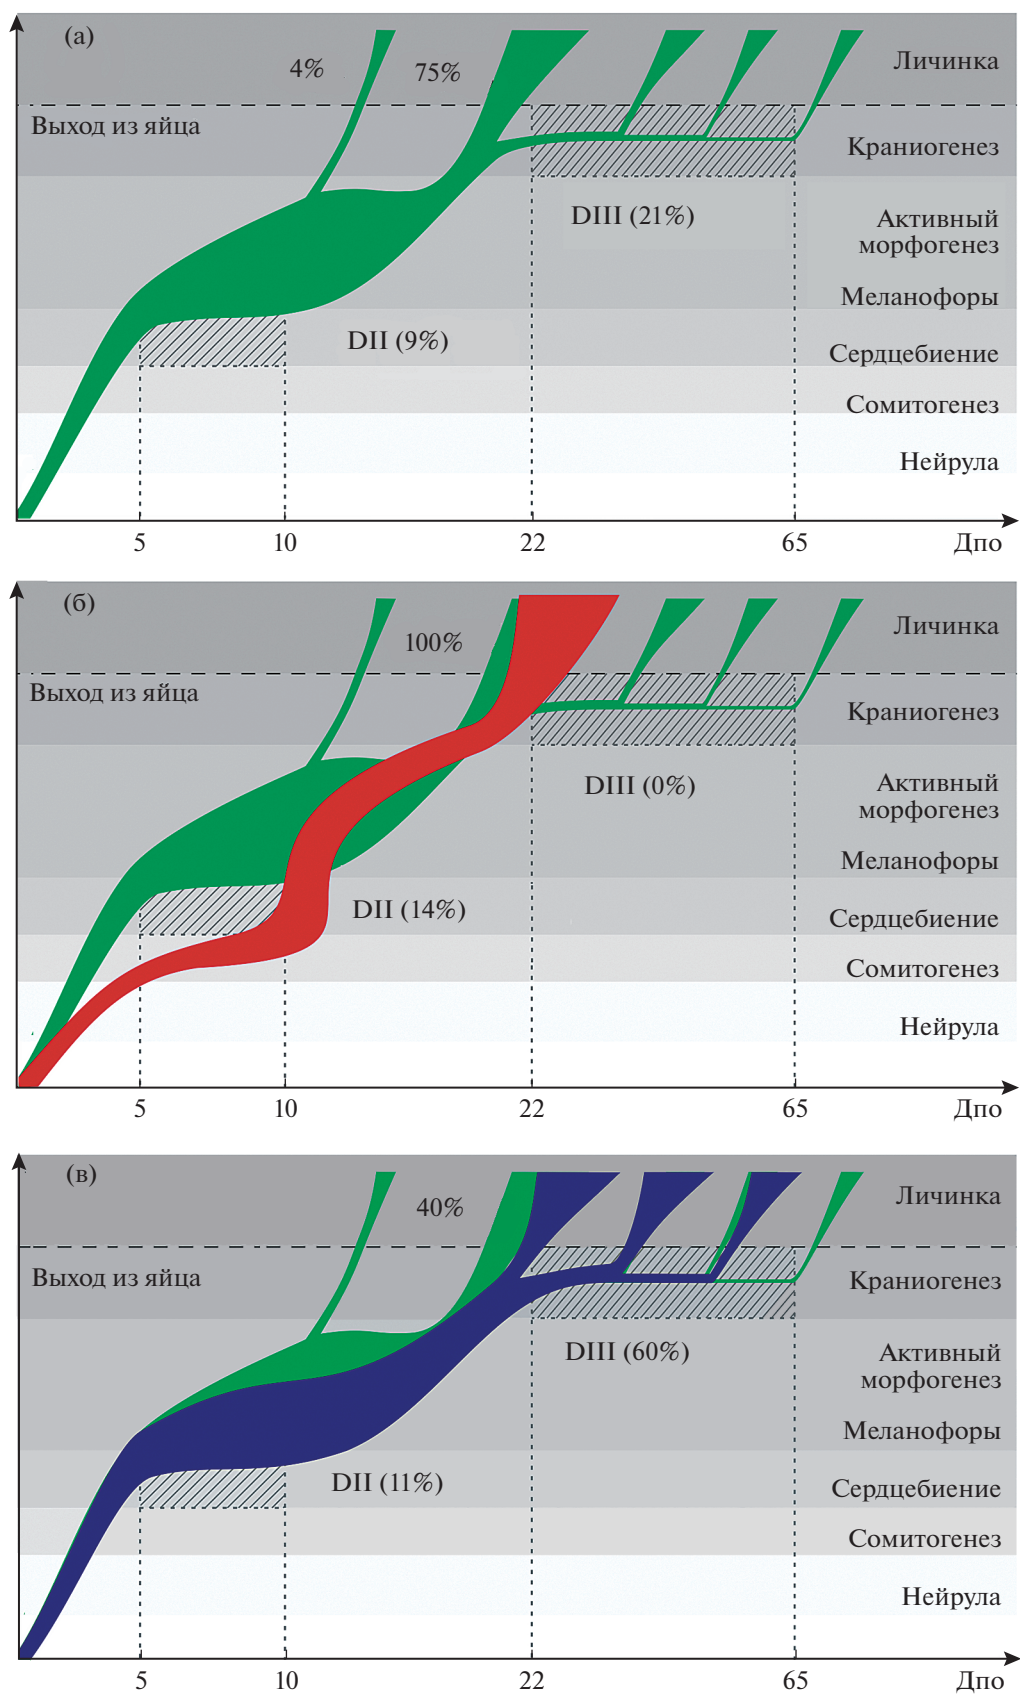 (а)
4%
75%
Личинка
Выход из яйца
Краниогенез
DIII (21%)
Активный
морфогенез
Меланофоры
DII (9%)
Сердцебиение
Сомитогенез
Нейрула
5 10 22 65 Дпо
(б)
100%
Личинка
Выход из яйца
Краниогенез
DIII (0%)
Активный
морфогенез
Меланофоры
DII (14%)
Сердцебиение
Сомитогенез
Нейрула
5 10 22 65 Дпо
(в)
40%
Личинка
Выход из яйца
Краниогенез
DIII (60%)
Активный
морфогенез
Меланофоры
DII (11%)
Сердцебиение
Сомитогенез
Нейрула
5 10 22 65 Дпо